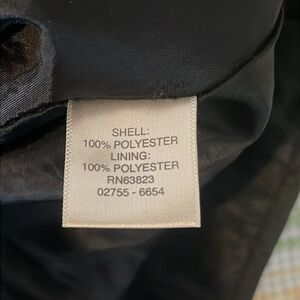 SHELL:
100% POLYESTER
LINING:
100% POLYESTER
RN63823
02755 - 6654